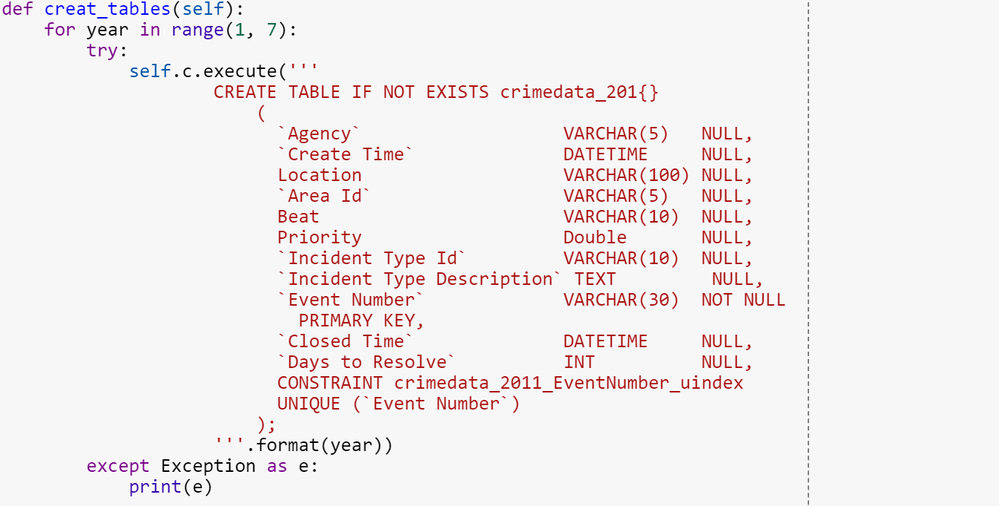 def creat_tables(self):
    for year in range(1, 7):
        try:
            self.c.execute('''
                    CREATE TABLE IF NOT EXISTS crimedata_201{}
                        (
                          `Agency`                   VARCHAR(5)   NULL,
                          `Create Time`              DATETIME     NULL,
                          Location                   VARCHAR(100) NULL,
                          `Area Id`                  VARCHAR(5)   NULL,
                          Beat                       VARCHAR(10)  NULL,
                          Priority                   Double       NULL,
                          `Incident Type Id`         VARCHAR(10)  NULL,
                          `Incident Type Description` TEXT         NULL,
                          `Event Number`             VARCHAR(30)  NOT NULL
                            PRIMARY KEY,
                          `Closed Time`              DATETIME     NULL,
                          `Days to Resolve`          INT          NULL,
                          CONSTRAINT crimedata_2011_EventNumber_uindex
                          UNIQUE (`Event Number`)
                        );
                    '''.format(year))
        except Exception as e:
            print(e)